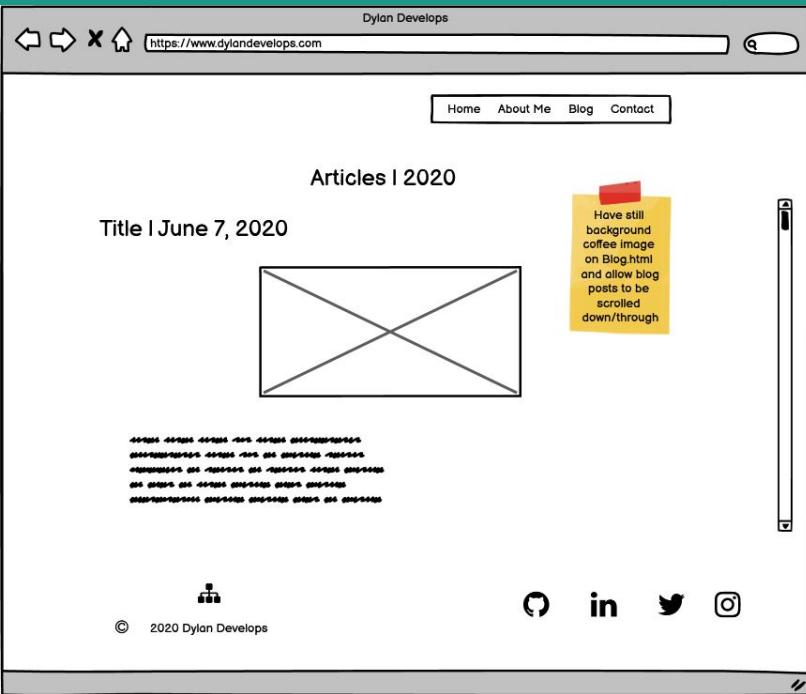 Dylan Develops
https://www.dylandevelops.com
Home About Me Blog Contact
Articles | 2020
Title | June 7, 2020
Have still
background
coffee image
on Blog.html
and allow blog
posts to be
scrolled
down/through
in
© 2020 Dylan Develops